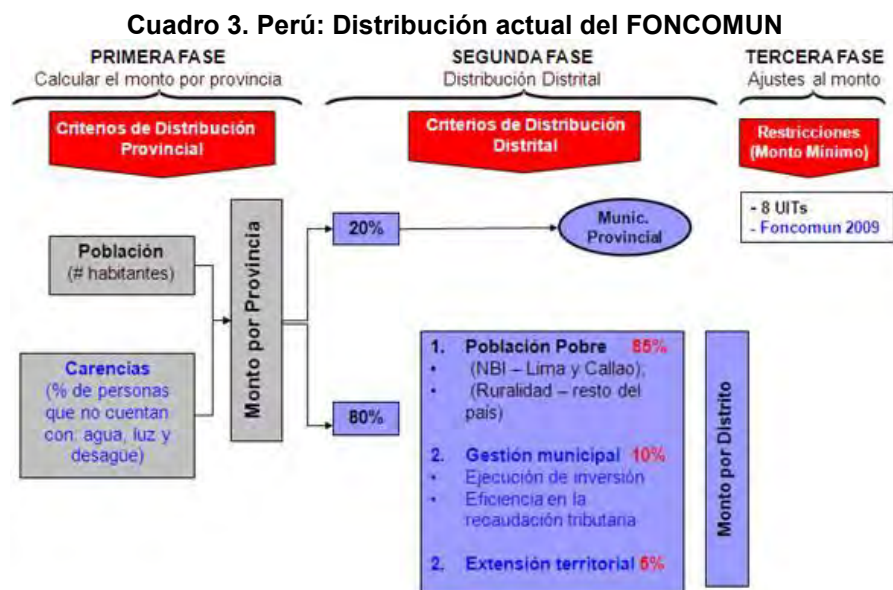 Cuadro 3. Perú: Distribución actual del FONCOMUN
PRIMERA FASE
Calcular el monto por provincia
SEGUNDA FASE
Distribución Distrital
TERCERA FASE
Ajustes al monto
Criterios de Distribución
Provincial
Criterios de Distribución
Distrital
Restricciones
(Monto Mínimo)
Población
(# habitantes)
Carencias
(% de personas
que no cuentan
con: agua, luz y
desague)
Monto por Provincia
20%
Munic.
Provincial
- 8 UITs
- Foncomun 2009
80%
1. Población Pobre 85%
• (NBI – Lima y Callao);
• (Ruralidad – resto del
país)
2. Gestión municipal 10%
• Ejecución de inversión
• Eficiencia en la
recaudación tributaria
2. Extensión territorial 5%
Monto por Distrito